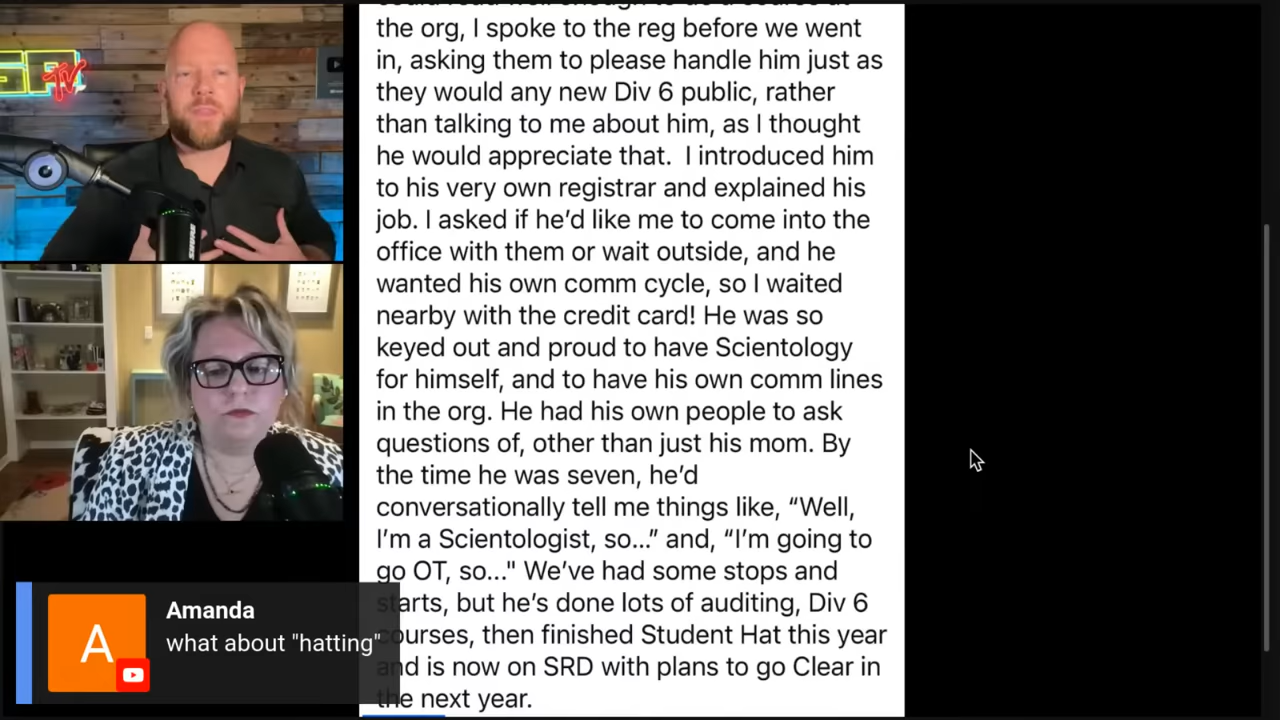 the org, I spoke to the reg before we went
in, asking them to please handle him just as
they would any new Div 6 public, rather
than talking to me about him, as I thought
he would appreciate that.  I introduced him
to his very own registrar and explained his
job. I asked if he’d like me to come into the
office with them or wait outside, and he
wanted his own comm cycle, so I waited
nearby with the credit card! He was so
keyed out and proud to have Scientology
for himself, and to have his own comm lines
in the org. He had his own people to ask
questions of, other than just his mom. By
the time he was seven, he’d
conversationally tell me things like, “Well,
I’m a Scientologist, so...” and, “I’m going to
go OT, so..." We’ve had some stops and
starts, but he’s done lots of auditing, Div 6
courses, then finished Student Hat this year
and is now on SRD with plans to go Clear in
the next year.
TV
A
Amanda
what about "hatting"